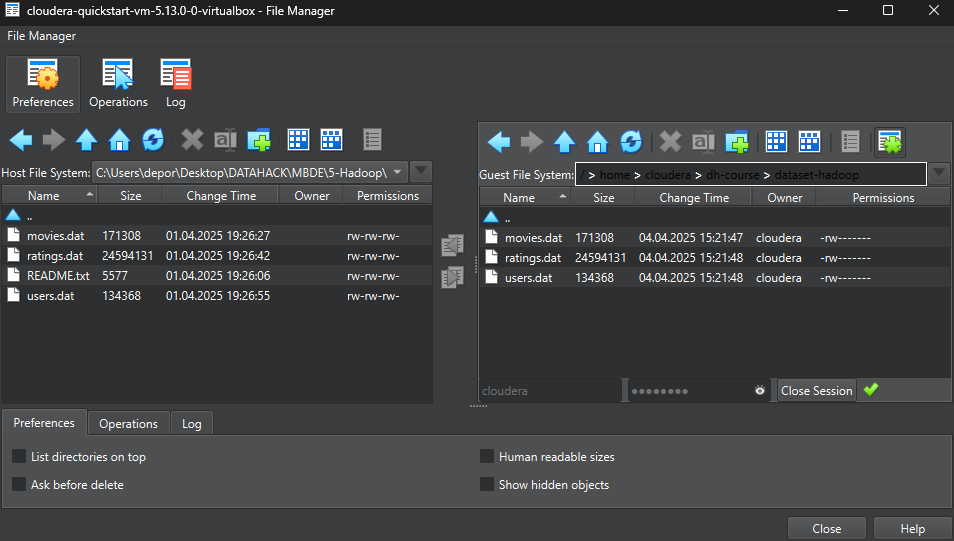 cloudera-quickstart-vm-5.13.0-0-virtualbox - File Manager
File Manager
Preferences Operations Log
Host File System: C:\Users\depor\Desktop\DATAHACK\MBDE\5-Hadoop\
Name Size Change Time Owner Permissions
..
movies.dat 171308 01.04.2025 19:26:27 rw-rw-rw-
ratings.dat 24594131 01.04.2025 19:26:42 rw-rw-rw-
README.txt 5577 01.04.2025 19:26:06 rw-rw-rw-
users.dat 134368 01.04.2025 19:26:55 rw-rw-rw-
Guest File System: / > home > cloudera > dh-course > dataset-hadoop
Name Size Change Time Owner Permissions
..
movies.dat 171308 04.04.2025 15:21:47 cloudera -rw-------
ratings.dat 24594131 04.04.2025 15:21:48 cloudera -rw-------
users.dat 134368 04.04.2025 15:21:48 cloudera -rw-------
cloudera ●●●●●●●● Close Session
Preferences Operations Log
List directories on top Human readable sizes
Ask before delete Show hidden objects
Close Help